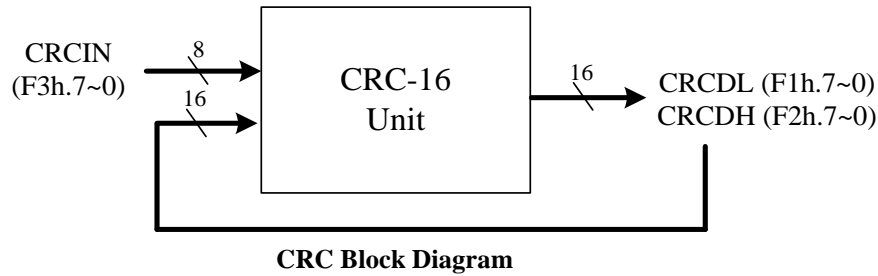 CRCIN
(F3h.7~0)
8
16
CRC-16
Unit
16
CRCDL (F1h.7~0)
CRCDH (F2h.7~0)
CRC Block Diagram